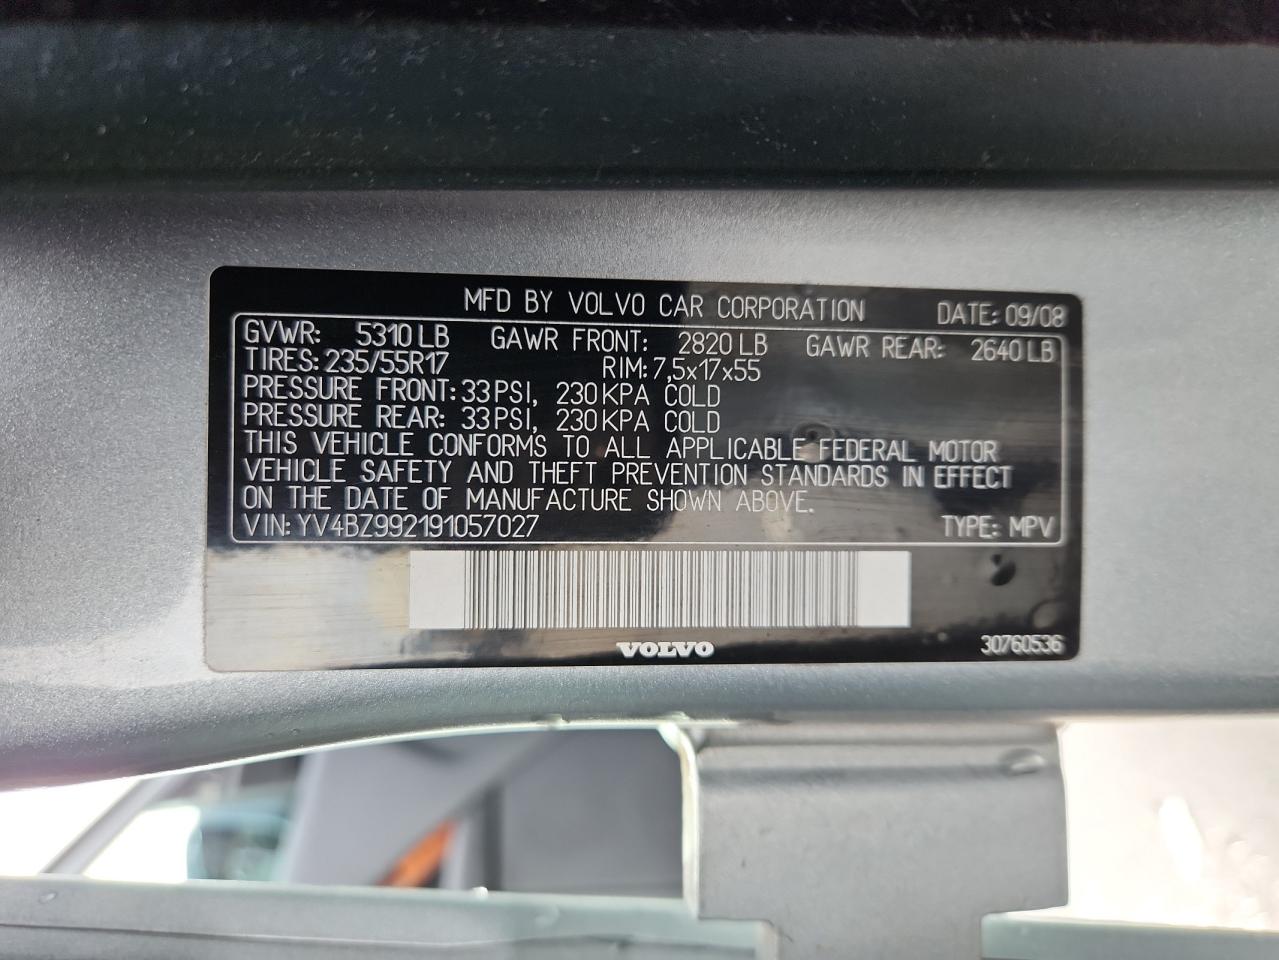 MFD BY VOLVO CAR CORPORATION DATE: 09/08
GVWR: 5310 LB GAWR FRONT: 2820 LB GAWR REAR: 2640 LB
TIRES: 235/55R17 RIM: 7,5x17x55
PRESSURE FRONT: 33 PSI, 230 KPA COLD
PRESSURE REAR: 33 PSI, 230 KPA COLD
THIS VEHICLE CONFORMS TO ALL APPLICABLE FEDERAL MOTOR
VEHICLE SAFETY AND THEFT PREVENTION STANDARDS IN EFFECT
ON THE DATE OF MANUFACTURE SHOWN ABOVE.
VIN: YV4BZ992191057027 TYPE: MPV
VOLVO 30760536